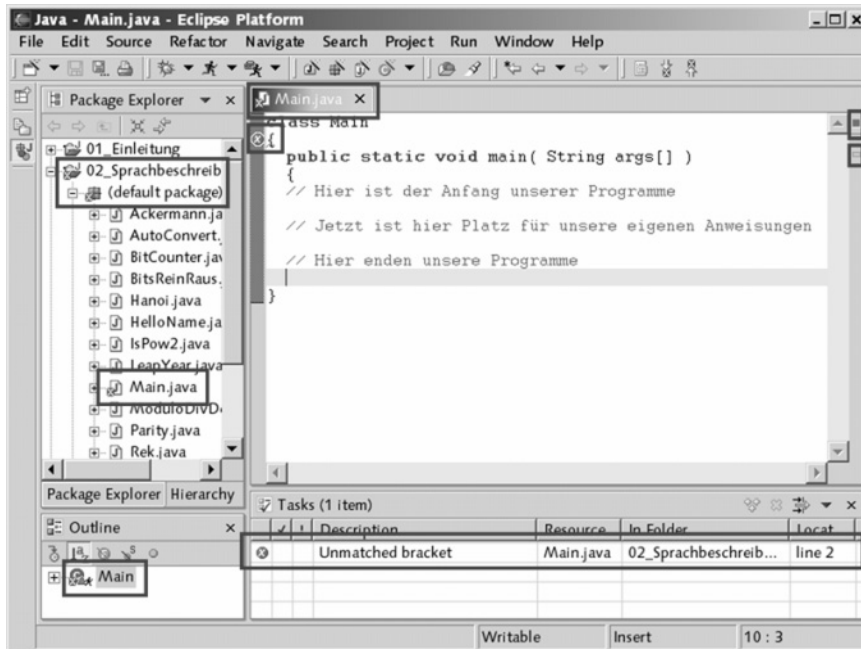 Java - Main.java - Eclipse Platform
File Edit Source Refactor Navigate Search Project Run Window Help
Package Explorer
01_Einleitung
02_Sprachbeschreib
(default package)
Ackermann.ja
AutoConvert.
BitCounter.jav
BitsReinRaus.
Hanoi.java
HelloName.ja
IsPow2.java
LeapYear.java
Main.java
ModuloDivD
Parity.java
Rek.java
Package Explorer Hierarchy
Outline
Main
Main.java
class Main
{
public static void main( String args[] )
{
// Hier ist der Anfang unserer Programme
// Jetzt ist hier Platz für unsere eigenen Anweisungen
// Hier enden unsere Programme
}
Tasks (1 item)
! Description Resource In Folder Locat
Unmatched bracket Main.java 02_Sprachbeschreib... line 2
Writable Insert 10 : 3